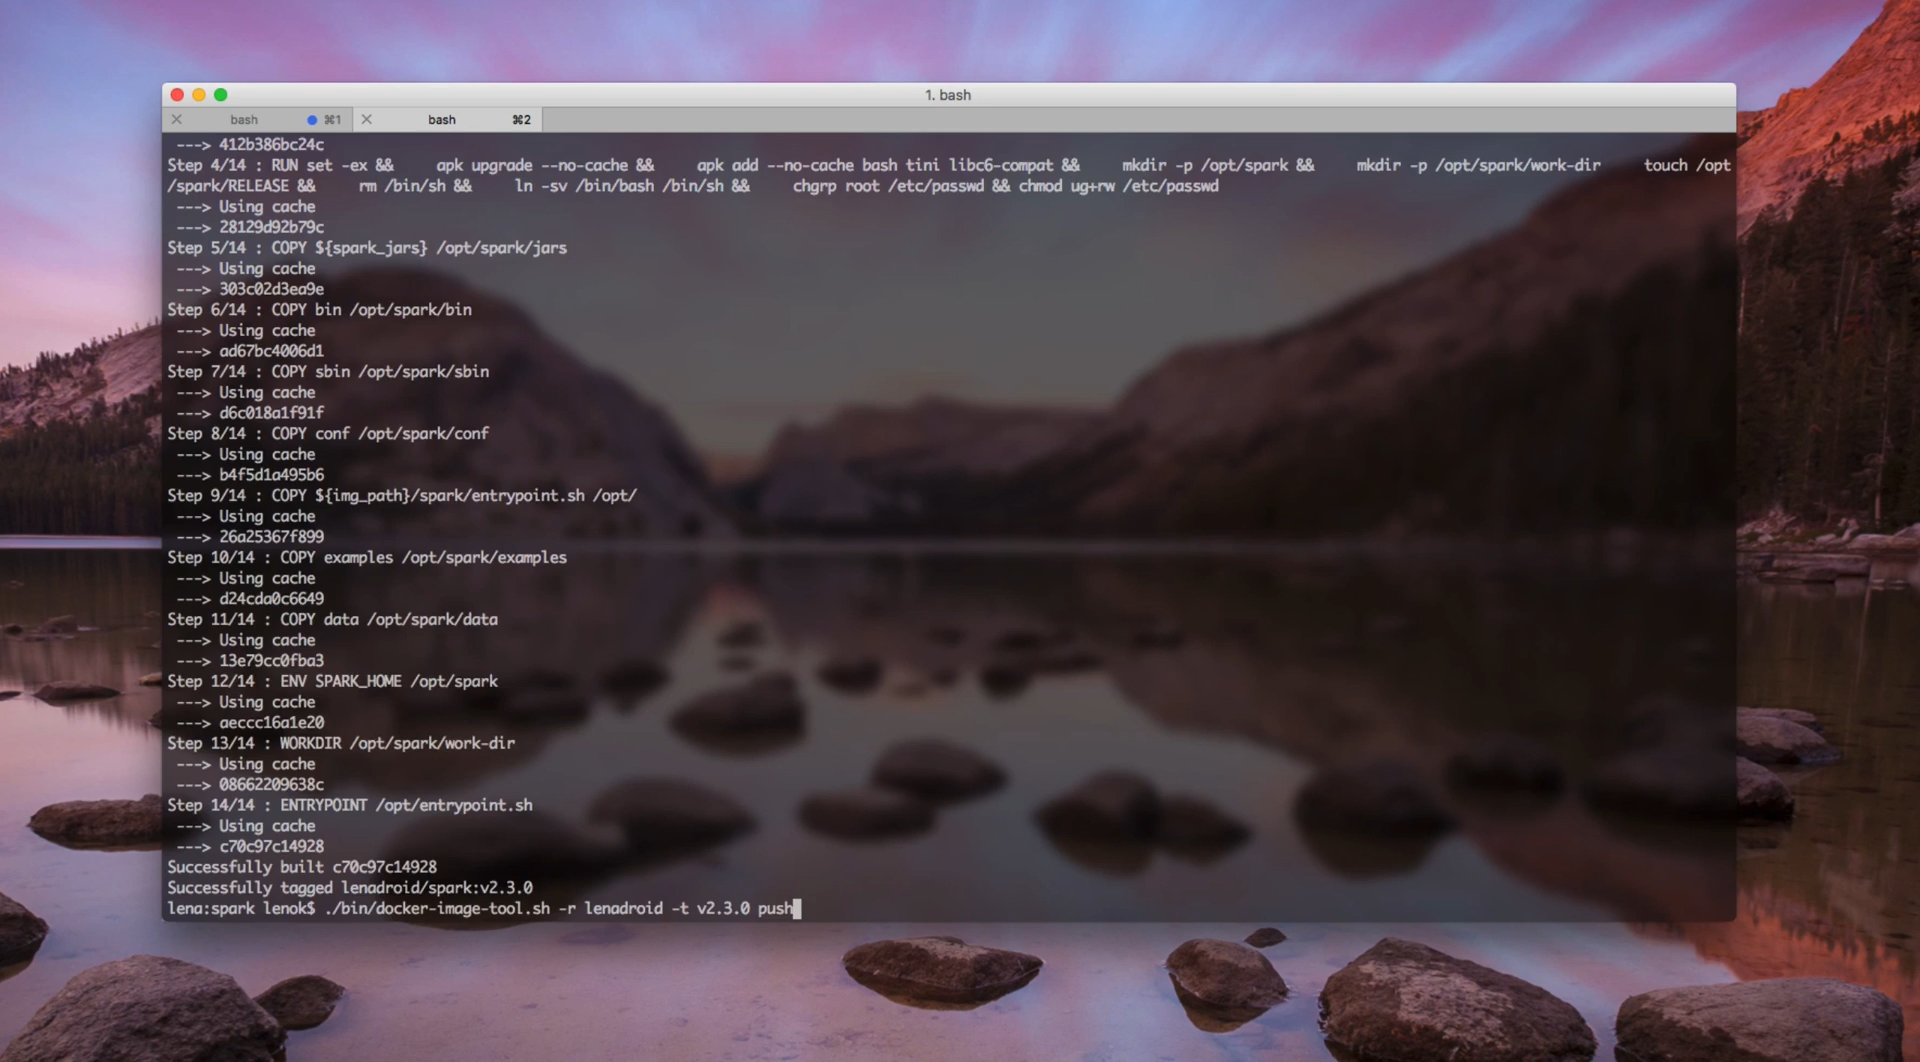 1. bash
bash ⌘1 bash ⌘2
---> 412b386bc24c
Step 4/14 : RUN set -ex &&     apk upgrade --no-cache &&     apk add --no-cache bash tini libc6-compat &&     mkdir -p /opt/spark &&     mkdir -p /opt/spark/work-dir     touch /opt
/spark/RELEASE &&     rm /bin/sh &&     ln -sv /bin/bash /bin/sh &&     chgrp root /etc/passwd && chmod ug+rw /etc/passwd
---> Using cache
---> 28129d92b79c
Step 5/14 : COPY ${spark_jars} /opt/spark/jars
---> Using cache
---> 303c02d3ea9e
Step 6/14 : COPY bin /opt/spark/bin
---> Using cache
---> ad67bc4006d1
Step 7/14 : COPY sbin /opt/spark/sbin
---> Using cache
---> d6c018a1f91f
Step 8/14 : COPY conf /opt/spark/conf
---> Using cache
---> b4f5d1a495b6
Step 9/14 : COPY ${img_path}/spark/entrypoint.sh /opt/
---> Using cache
---> 26a25367f899
Step 10/14 : COPY examples /opt/spark/examples
---> Using cache
---> d24cda0c6649
Step 11/14 : COPY data /opt/spark/data
---> Using cache
---> 13e79cc0fba3
Step 12/14 : ENV SPARK_HOME /opt/spark
---> Using cache
---> aeccc16a1e20
Step 13/14 : WORKDIR /opt/spark/work-dir
---> Using cache
---> 08662209638c
Step 14/14 : ENTRYPOINT /opt/entrypoint.sh
---> Using cache
---> c70c97c14928
Successfully built c70c97c14928
Successfully tagged lenadroid/spark:v2.3.0
lena:spark lenok$ ./bin/docker-image-tool.sh -r lenadroid -t v2.3.0 push